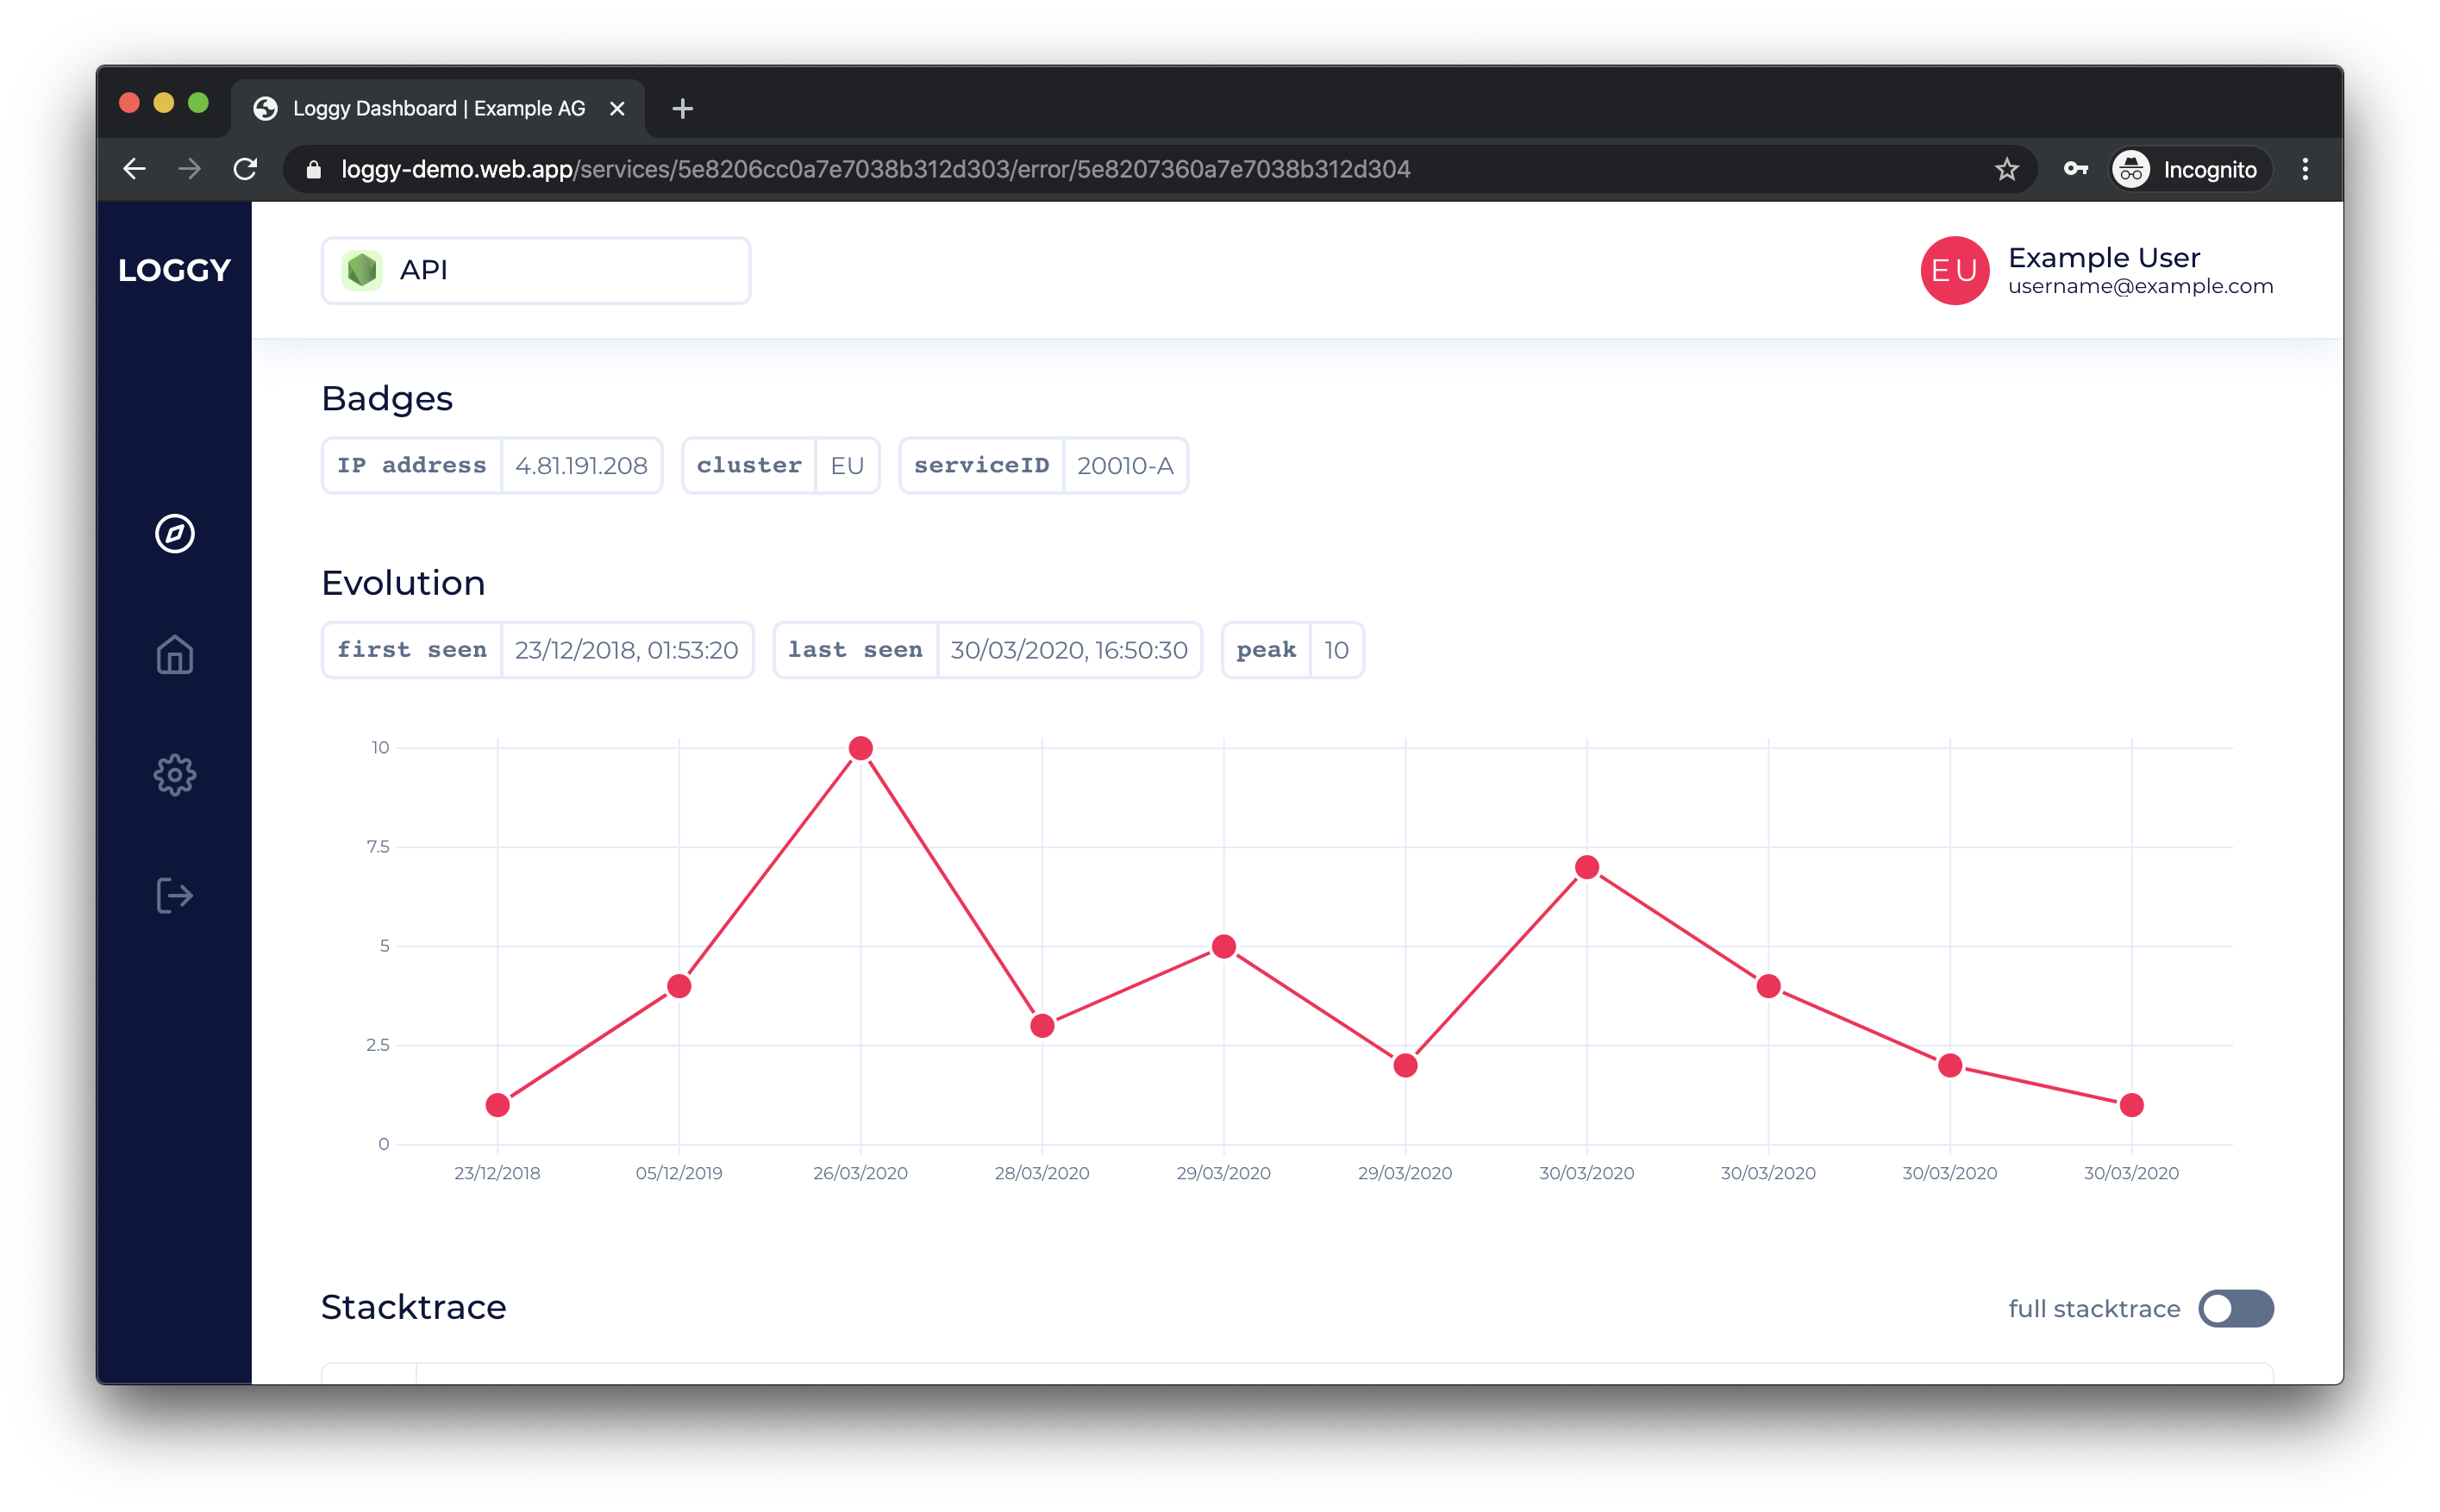 Loggy Dashboard | Example AG
loggy-demo.web.app/services/5e8206cc0a7e7038b312d303/error/5e8207360a7e7038b312d304
Incognito
LOGGY
API
EU
Example User
username@example.com
Badges
IP address 4.81.191.208 cluster EU serviceID 20010-A
Evolution
first seen 23/12/2018, 01:53:20 last seen 30/03/2020, 16:50:30 peak 10
10
7.5
5
2.5
0
23/12/2018 05/12/2019 26/03/2020 28/03/2020 29/03/2020 29/03/2020 30/03/2020 30/03/2020 30/03/2020 30/03/2020
Stacktrace
full stacktrace